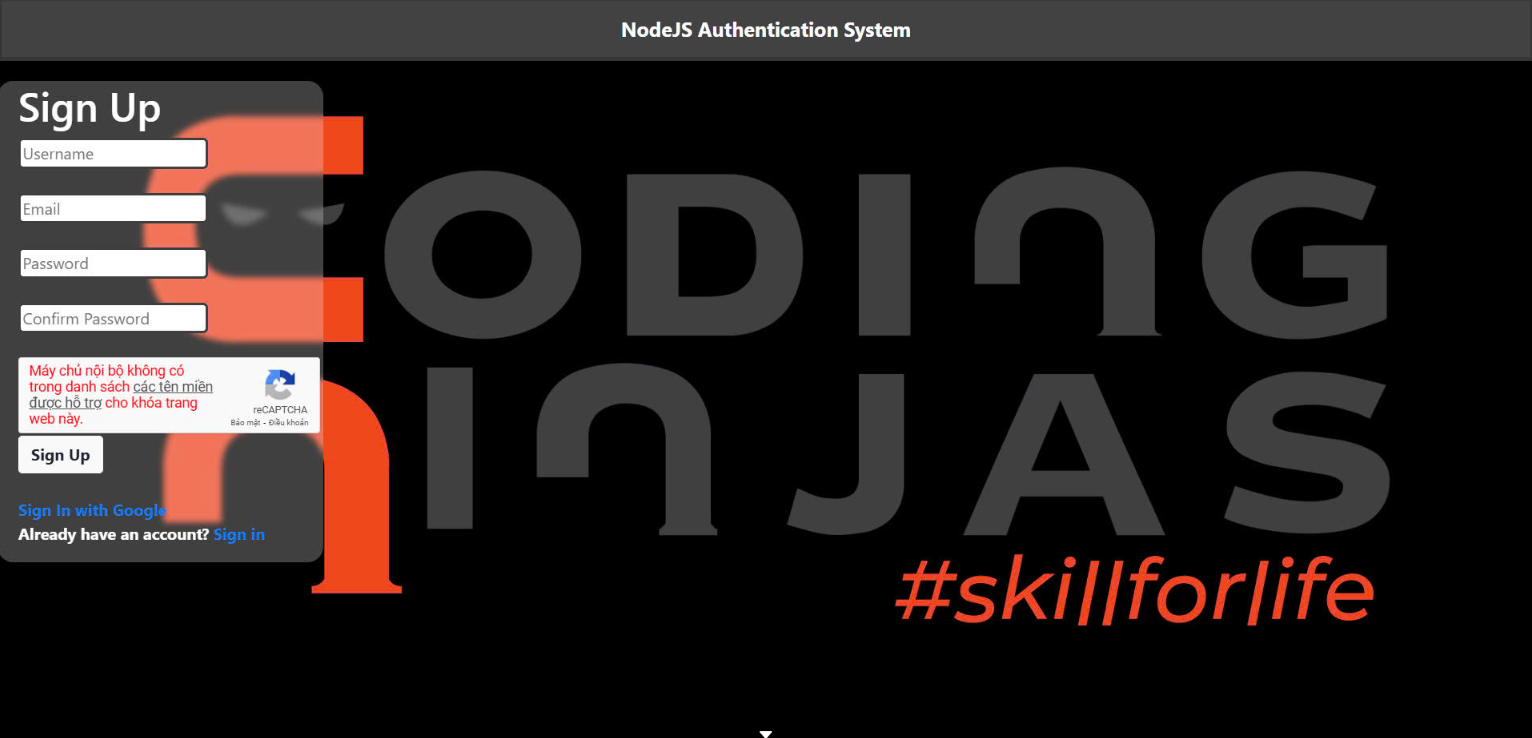 NodeJS Authentication System
Sign Up
Username
Email
Password
Confirm Password
Máy chủ nội bộ không có
trong danh sách các tên miền
được hỗ trợ cho khóa trang
web này.
reCAPTCHA
Bảo mật - Điều khoản
Sign Up
Sign In with Google
Already have an account? Sign in
CODING
NINJAS
#skillforlife